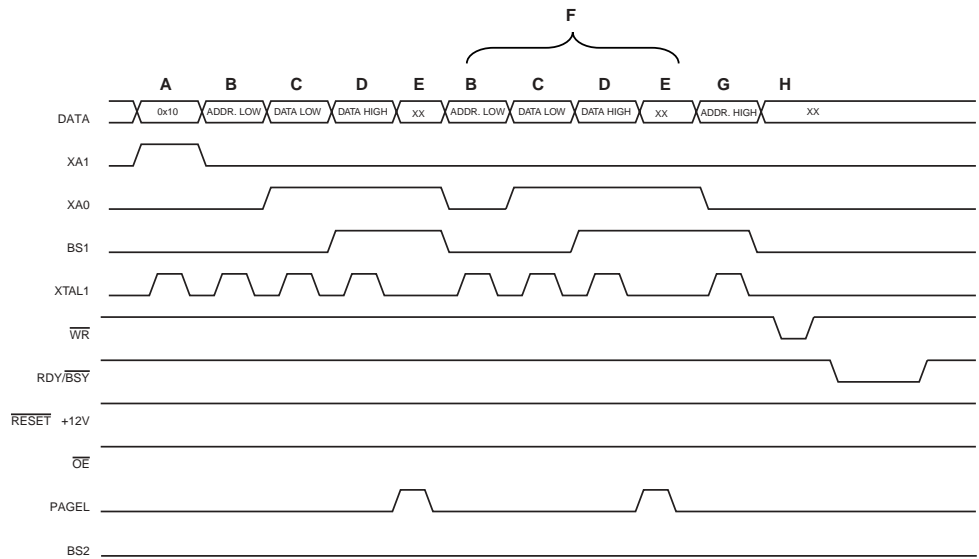 F
A B C D E B C D E G H
DATA 0x10 ADDR. LOW DATA LOW DATA HIGH XX ADDR. LOW DATA LOW DATA HIGH XX ADDR. HIGH XX
XA1
XA0
BS1
XTAL1
WR
RDY/BSY
RESET +12V
OE
PAGEL
BS2